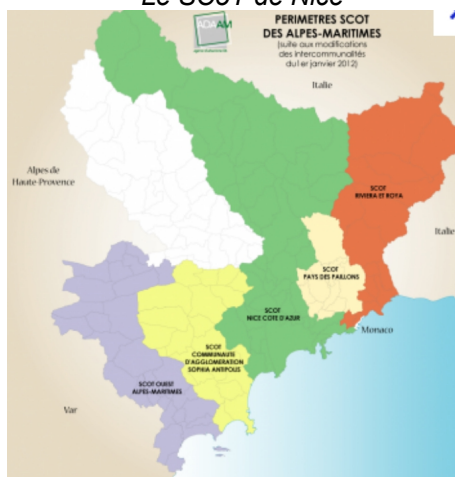 Le SCoT de Nice
PERIMETRES SCOT
DES ALPES-MARITIMES
(suite aux modifications
des intercommunalités
du 1er janvier 2012)
ADAAM
Italie
Alpes de
Haute-Provence
SCOT
RIVIERA ET ROYA
Italie
SCOT
PAYS DES PAILLONS
SCOT
NICE COTE D'AZUR
Monaco
SCOT
COMMUNAUTE
D'AGGLOMERATION
SOPHIA ANTIPOLIS
SCOT OUEST
ALPES-MARITIMES
Var